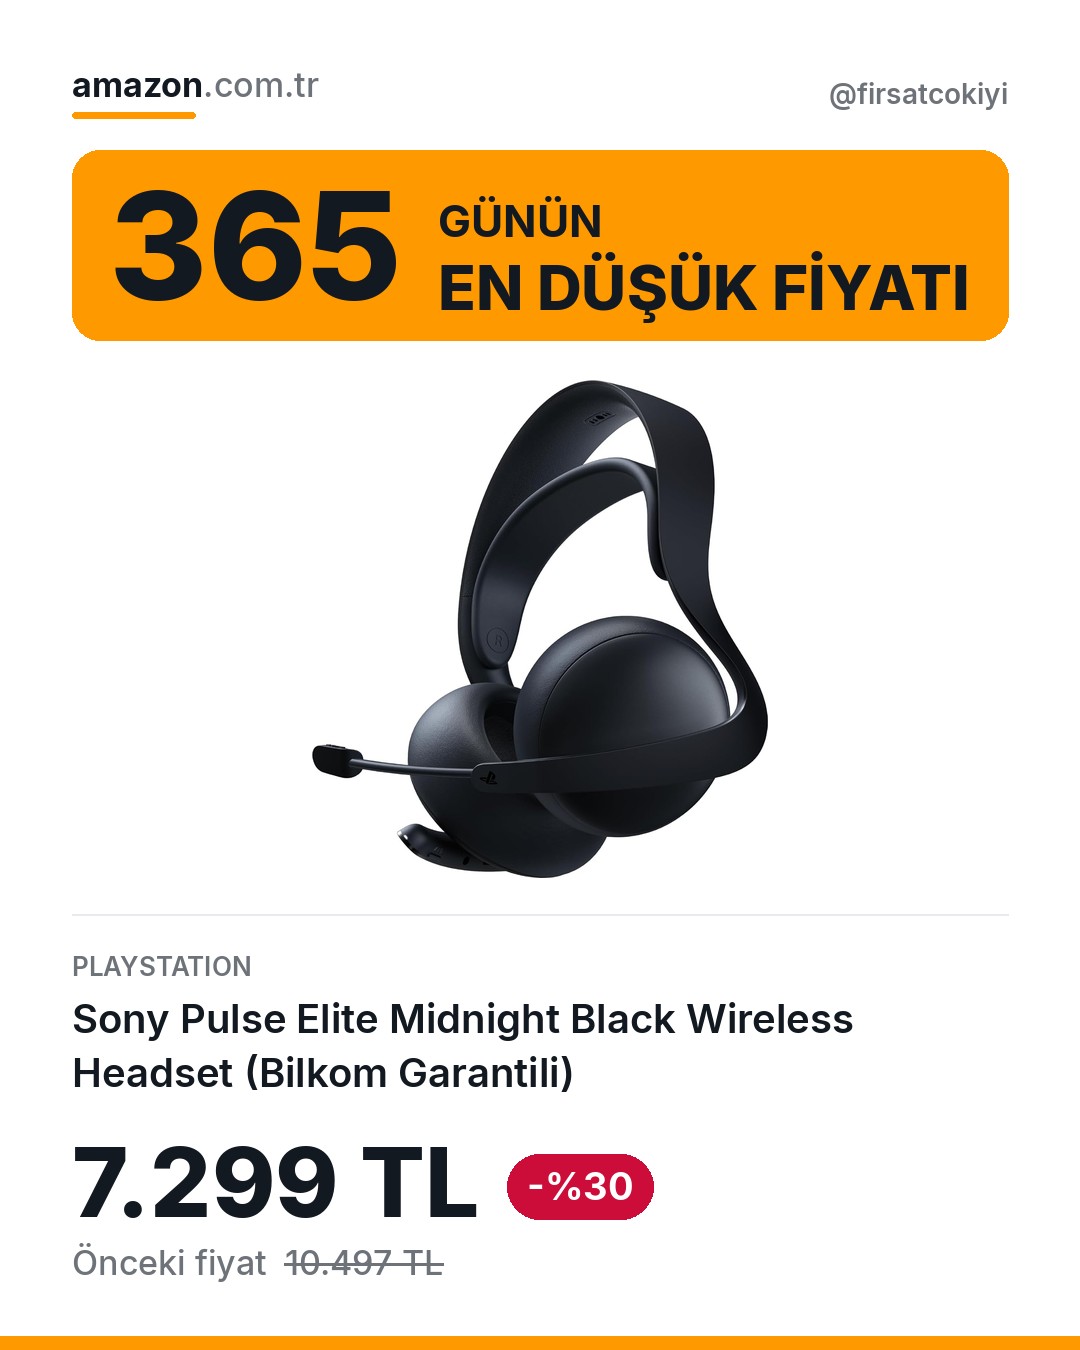 amazon.com.tr
@firsatcokiyi
365
GÜNÜN
EN DÜŞÜK FİYATI
R
PLAYSTATION
Sony Pulse Elite Midnight Black Wireless
Headset (Bilkom Garantili)
7.299 TL
-%30
Önceki fiyat 10.497 TL